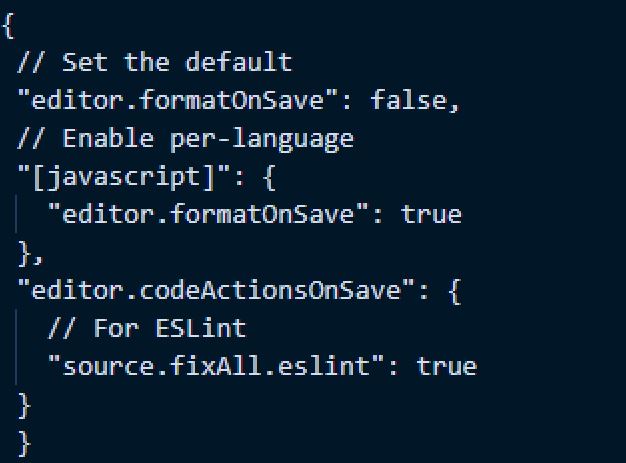 {
 // Set the default
 "editor.formatOnSave": false,
 // Enable per-language
 "[javascript]": {
   "editor.formatOnSave": true
 },
 "editor.codeActionsOnSave": {
   // For ESLint
   "source.fixAll.eslint": true
 }
 }